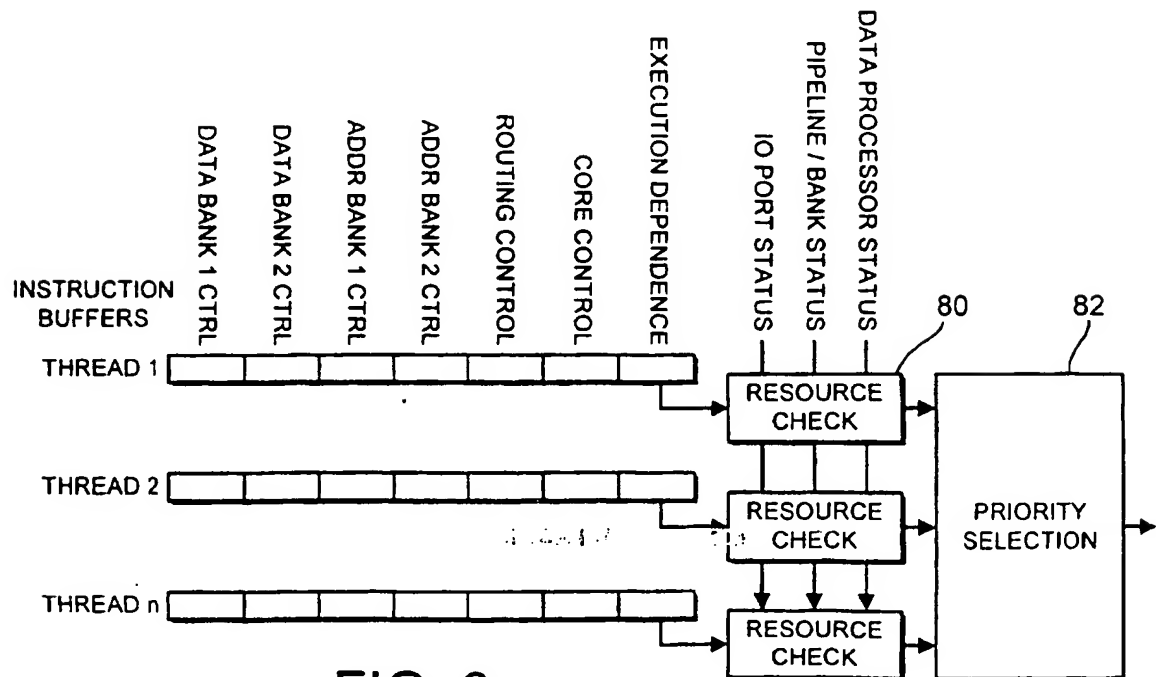 DATA BANK 1 CTRL
DATA BANK 2 CTRL
ADDR BANK 1 CTRL
ADDR BANK 2 CTRL
ROUTING CONTROL
CORE CONTROL
EXECUTION DEPENDENCE
IO PORT STATUS
PIPELINE / BANK STATUS
DATA PROCESSOR STATUS
INSTRUCTION
BUFFERS
80
82
THREAD 1
RESOURCE
CHECK
THREAD 2
RESOURCE
CHECK
PRIORITY
SELECTION
THREAD n
RESOURCE
CHECK